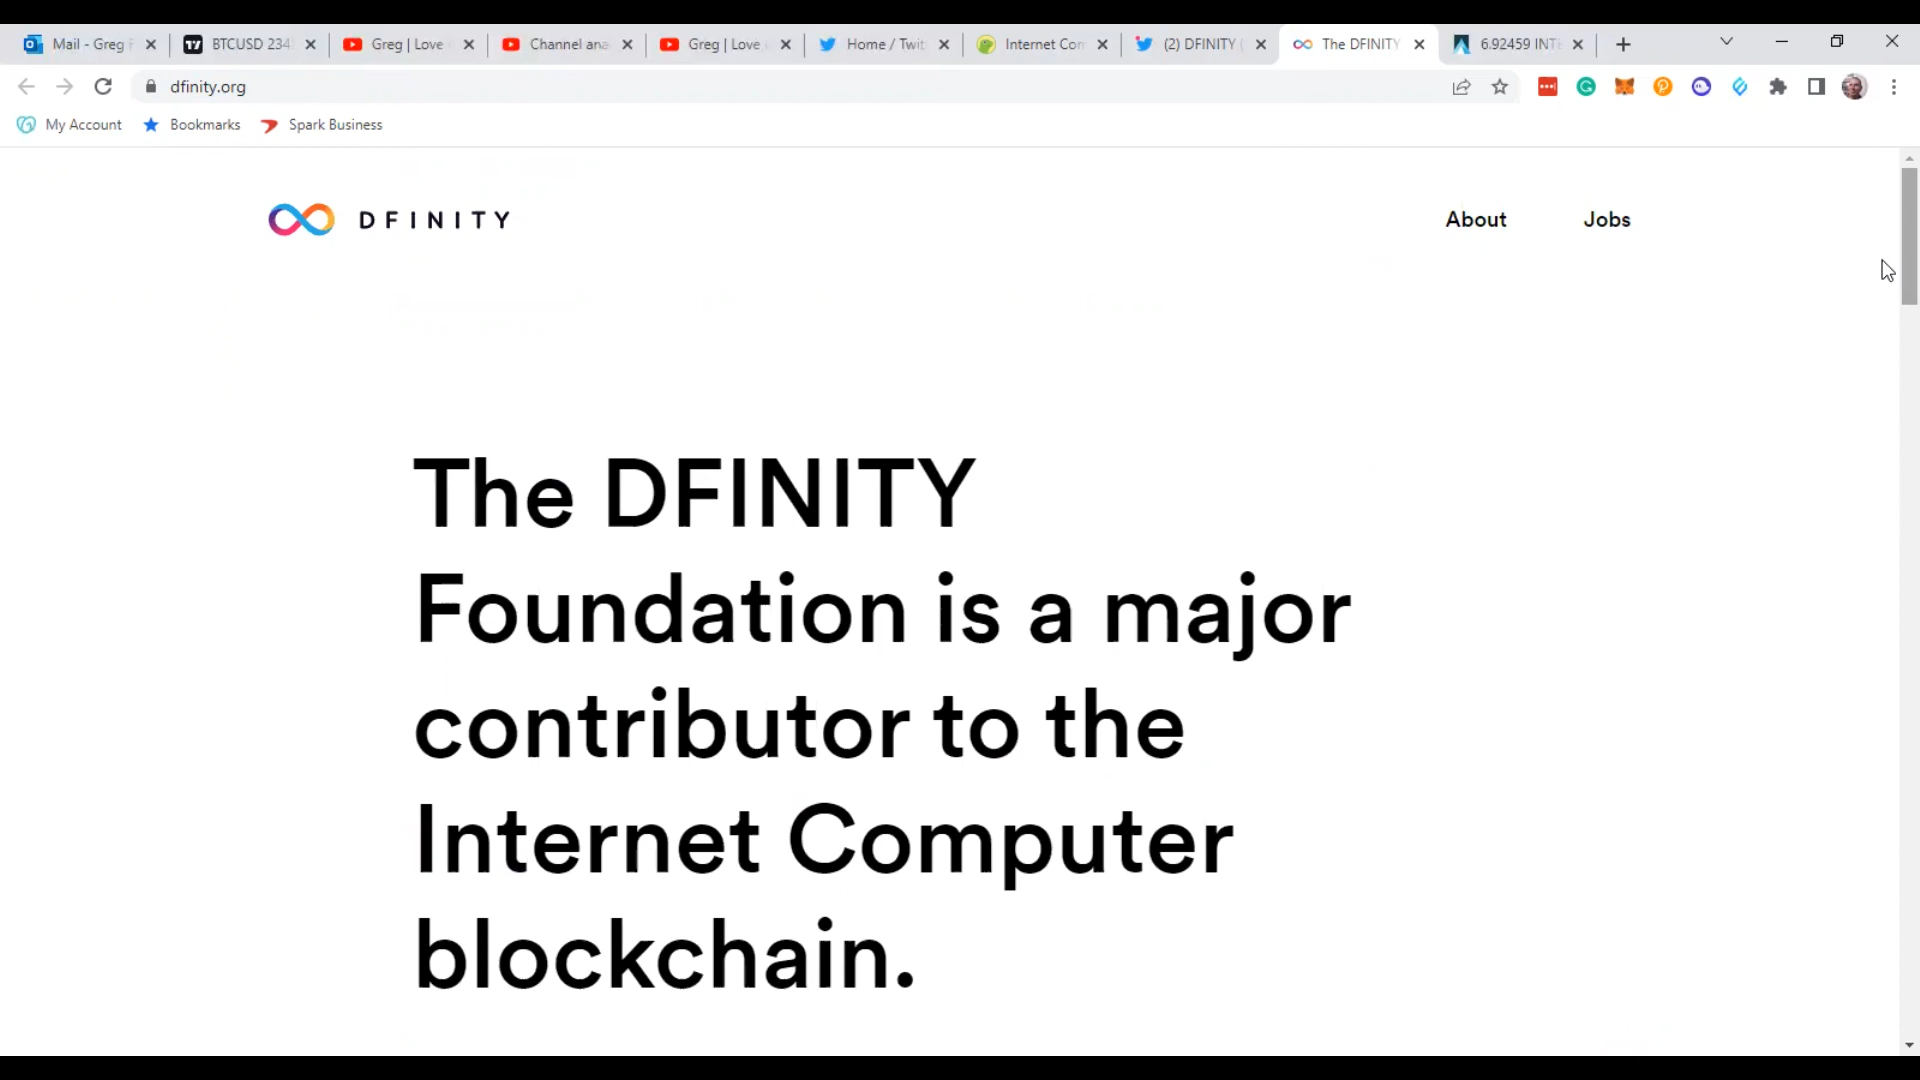 Mail - Greg
BTCUSD 234
Greg | Love
Channel ana
Greg | Love
Home / Twit
Internet Con
(2) DFINITY (
The DFINITY
6.92459 INTE
dfinity.org
My Account
Bookmarks
Spark Business
DFINITY
About
Jobs
The DFINITY
Foundation is a major
contributor to the
Internet Computer
blockchain.